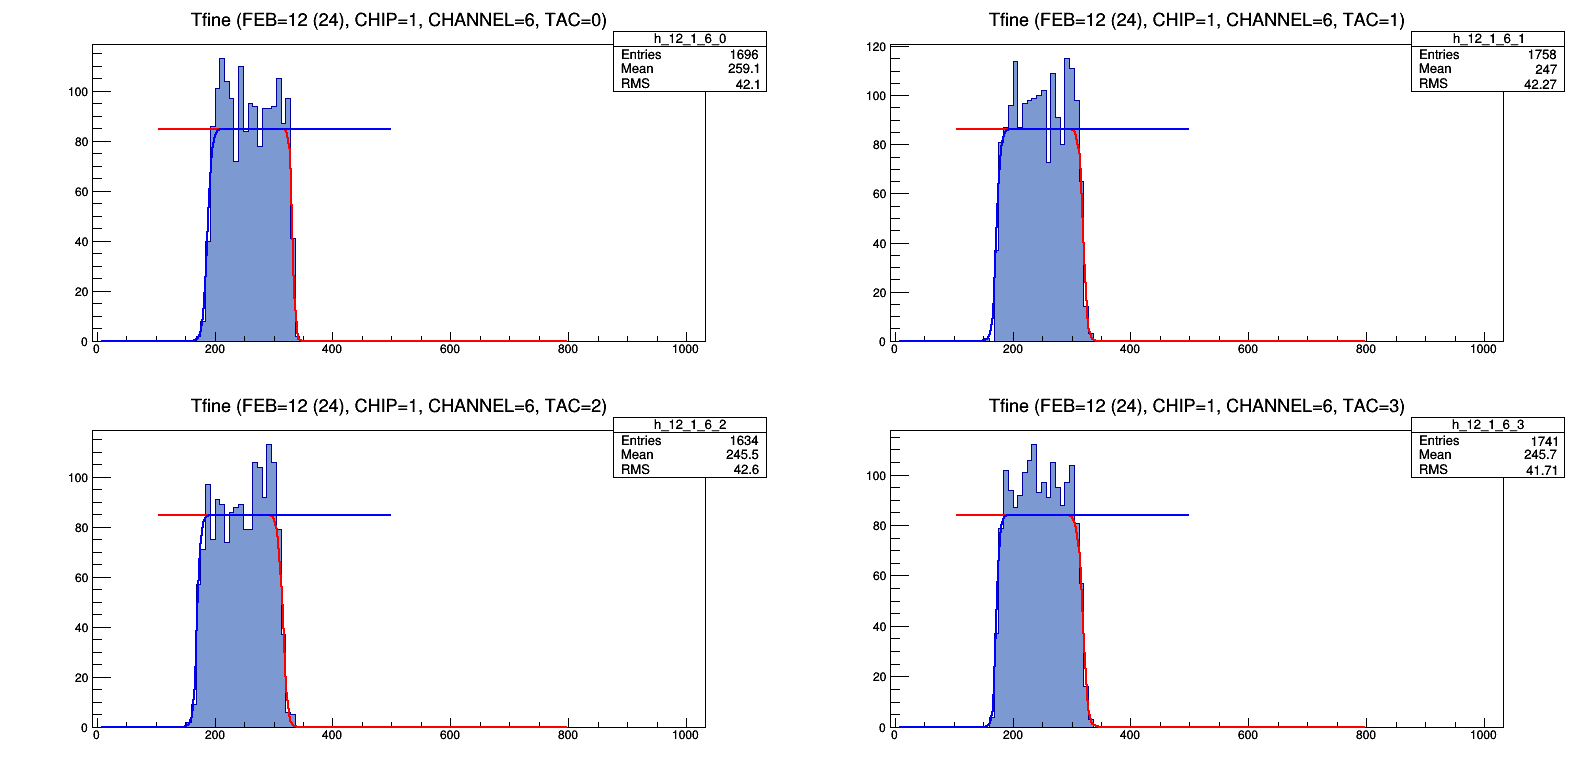 Tfine (FEB=12 (24), CHIP=1, CHANNEL=6, TAC=0)
h_12_1_6_0
Entries 1696
Mean 259.1
RMS 42.1
100
80
60
40
20
0
0 200 400 600 800 1000
Tfine (FEB=12 (24), CHIP=1, CHANNEL=6, TAC=1)
h_12_1_6_1
Entries 1758
Mean 247
RMS 42.27
120
100
80
60
40
20
0
0 200 400 600 800 1000
Tfine (FEB=12 (24), CHIP=1, CHANNEL=6, TAC=2)
h_12_1_6_2
Entries 1634
Mean 245.5
RMS 42.6
100
80
60
40
20
0
0 200 400 600 800 1000
Tfine (FEB=12 (24), CHIP=1, CHANNEL=6, TAC=3)
h_12_1_6_3
Entries 1741
Mean 245.7
RMS 41.71
100
80
60
40
20
0
0 200 400 600 800 1000